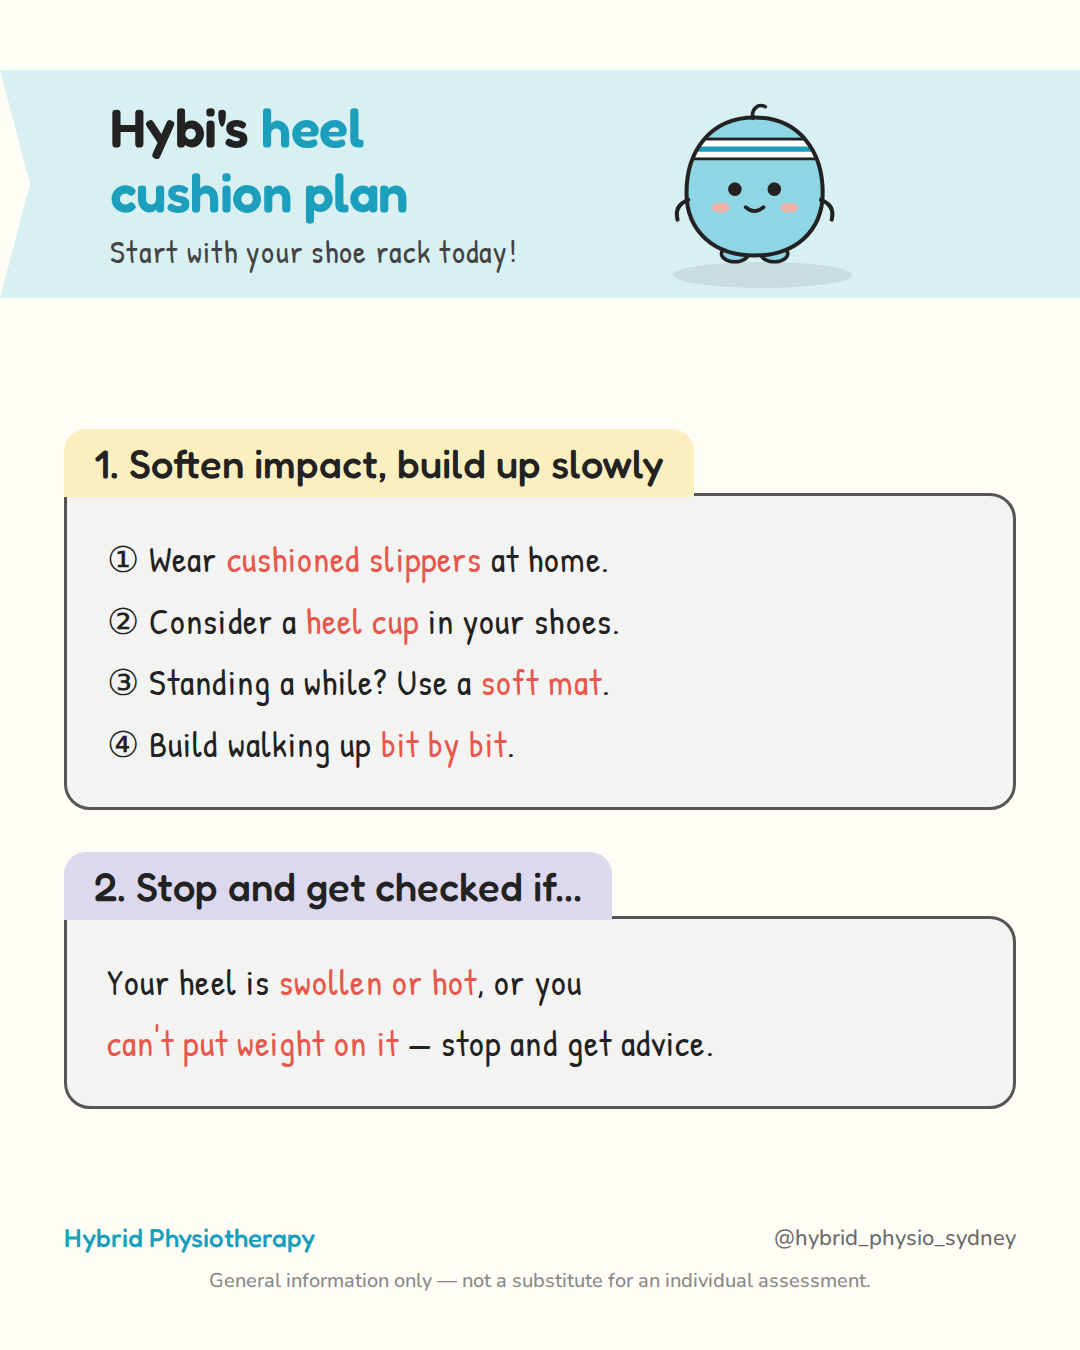 Hybi's heel
cushion plan
Start with your shoe rack today!
1. Soften impact, build up slowly
① Wear cushioned slippers at home.
② Consider a heel cup in your shoes.
③ Standing a while? Use a soft mat.
④ Build walking up bit by bit.
2. Stop and get checked if...
Your heel is swollen or hot, or you
can't put weight on it — stop and get advice.
Hybrid Physiotherapy
@hybrid_physio_sydney
General information only — not a substitute for an individual assessment.